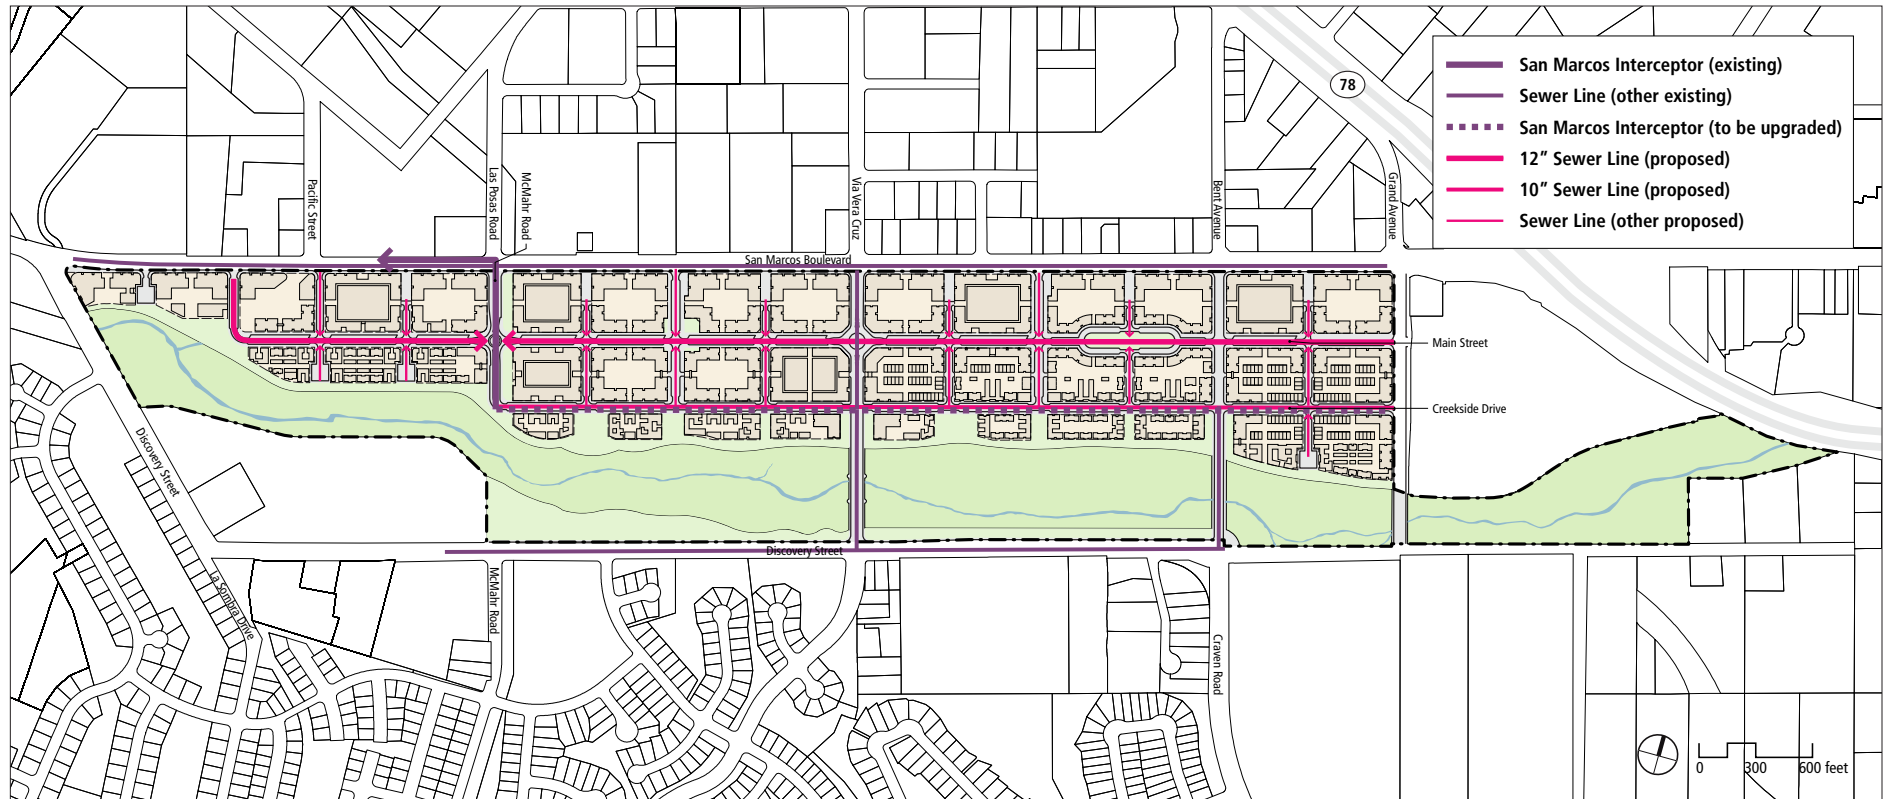 San Marcos Interceptor (existing)
Sewer Line (other existing)
San Marcos Interceptor (to be upgraded)
12” Sewer Line (proposed)
10” Sewer Line (proposed)
Sewer Line (other proposed)
78
Pacific Street
Las Posas Road
McMahr Road
Via Vera Cruz
Bent Avenue
Grand Avenue
San Marcos Boulevard
Main Street
Creekside Drive
Discovery Street
Discovery Street
La Sombra Drive
McMahr Road
Craven Road
0 300 600 feet